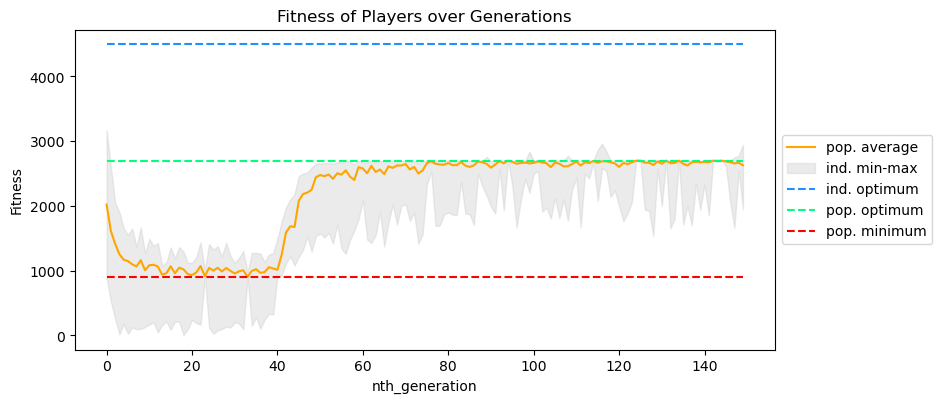 Fitness of Players over Generations
Fitness
4000
3000
2000
1000
0
0 20 40 60 80 100 120 140
nth_generation
pop. average
ind. min-max
ind. optimum
pop. optimum
pop. minimum